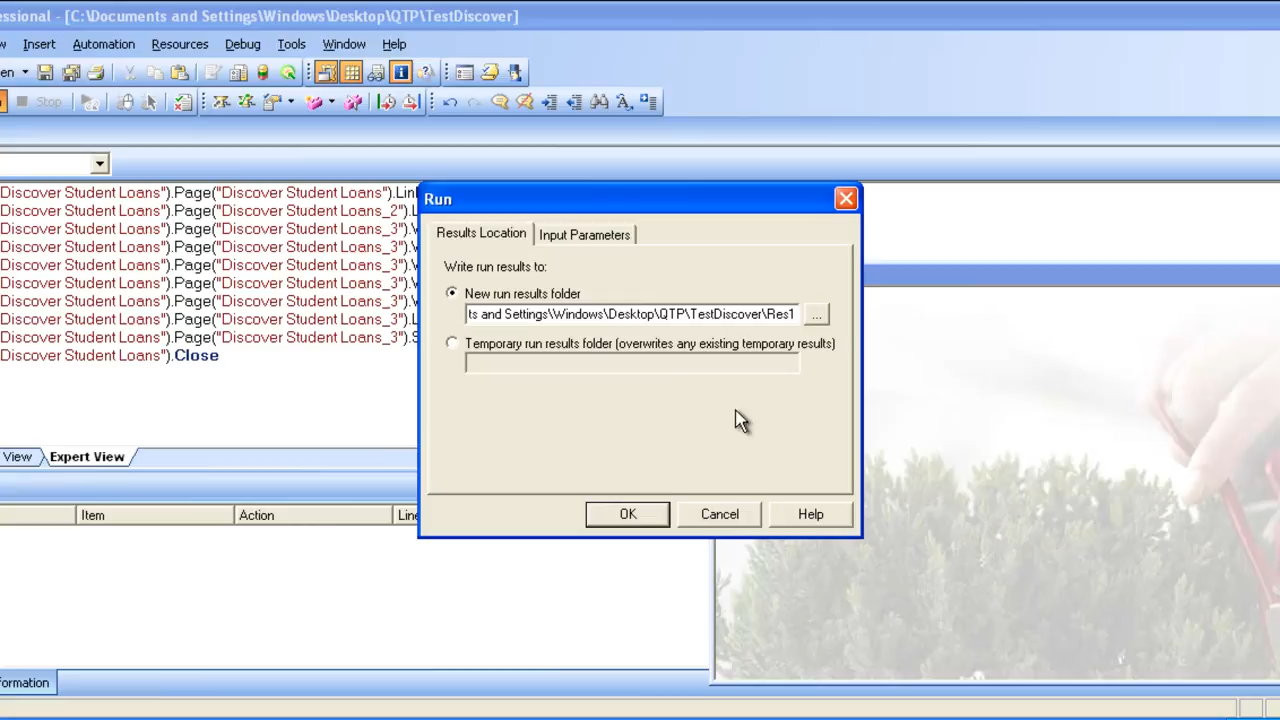 essional - [C:\Documents and Settings\Windows\Desktop\QTP\TestDiscover]
w Insert Automation Resources Debug Tools Window Help
en Stop
Discover Student Loans").Page("Discover Student Loans").Lin
Discover Student Loans").Page("Discover Student Loans_2").L
Discover Student Loans").Page("Discover Student Loans_3").V
Discover Student Loans").Page("Discover Student Loans_3").V
Discover Student Loans").Page("Discover Student Loans_3").V
Discover Student Loans").Page("Discover Student Loans_3").V
Discover Student Loans").Page("Discover Student Loans_3").V
Discover Student Loans").Page("Discover Student Loans_3").L
Discover Student Loans").Page("Discover Student Loans_3").S
Discover Student Loans").Close
View Expert View
Item Action Line
formation
Run
Results Location Input Parameters
Write run results to:
New run results folder
ts and Settings\Windows\Desktop\QTP\TestDiscover\Res1 ...
Temporary run results folder (overwrites any existing temporary results)
OK Cancel Help